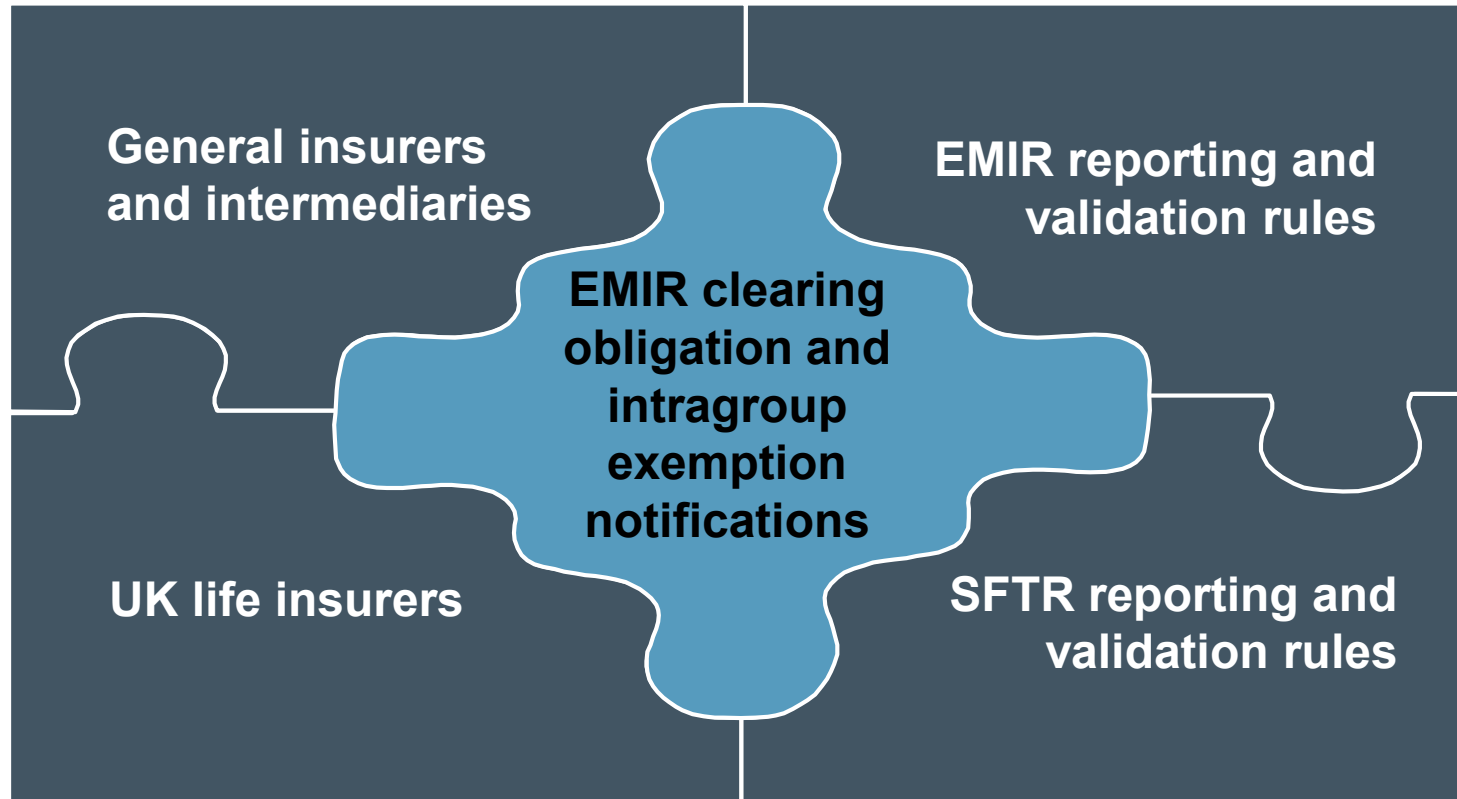 General insurers
and intermediaries
EMIR reporting and
validation rules
EMIR clearing
obligation and
intragroup
exemption
notifications
UK life insurers
SFTR reporting and
validation rules